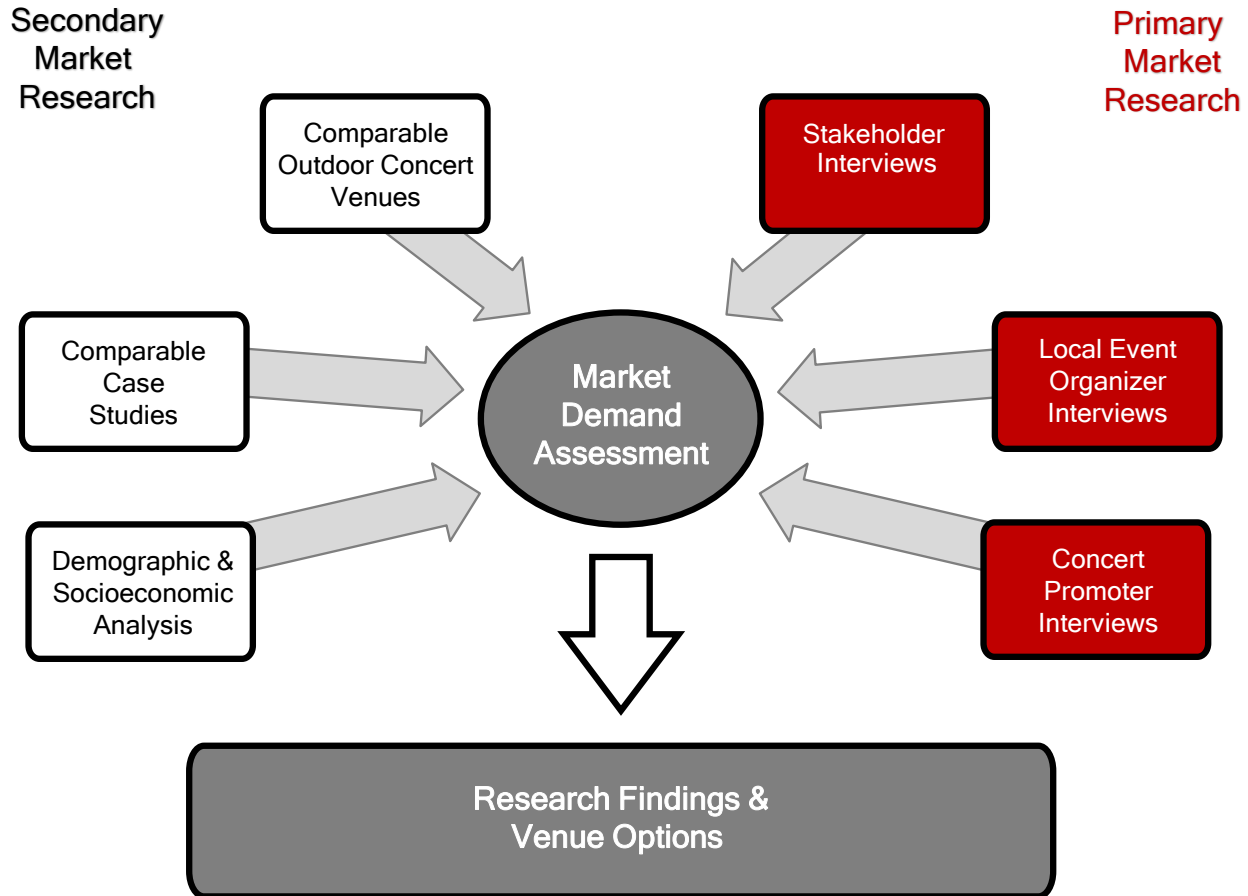 Secondary
Market
Research
Primary
Market
Research
Comparable
Outdoor Concert
Venues
Stakeholder
Interviews
Comparable
Case
Studies
Market
Demand
Assessment
Local Event
Organizer
Interviews
Demographic &
Socioeconomic
Analysis
Concert
Promoter
Interviews
Research Findings &
Venue Options